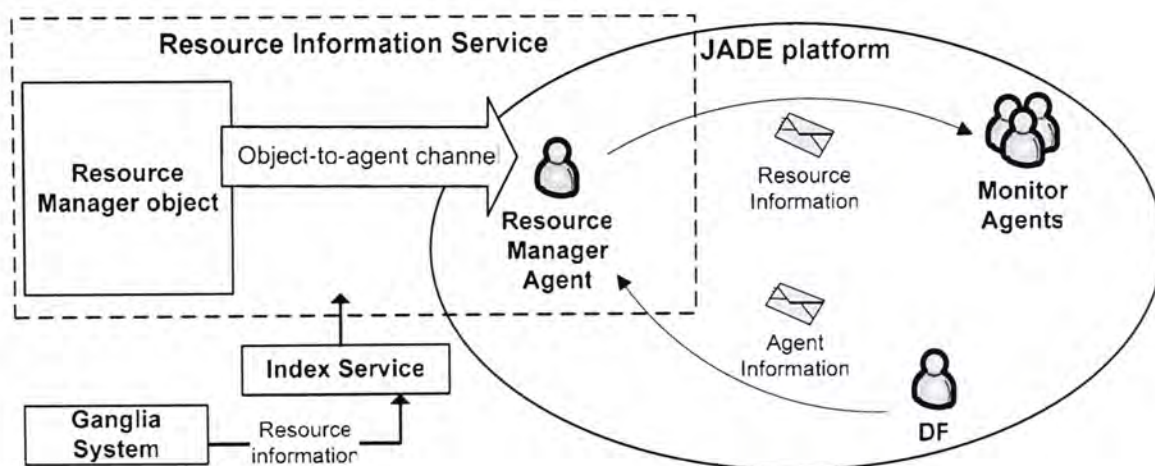 Resource Information Service
JADE platform
Resource
Manager object
Object-to-agent channel
Resource
Manager
Agent
Resource
Information
Monitor
Agents
Agent
Information
DF
Index Service
Ganglia
System
Resource
information